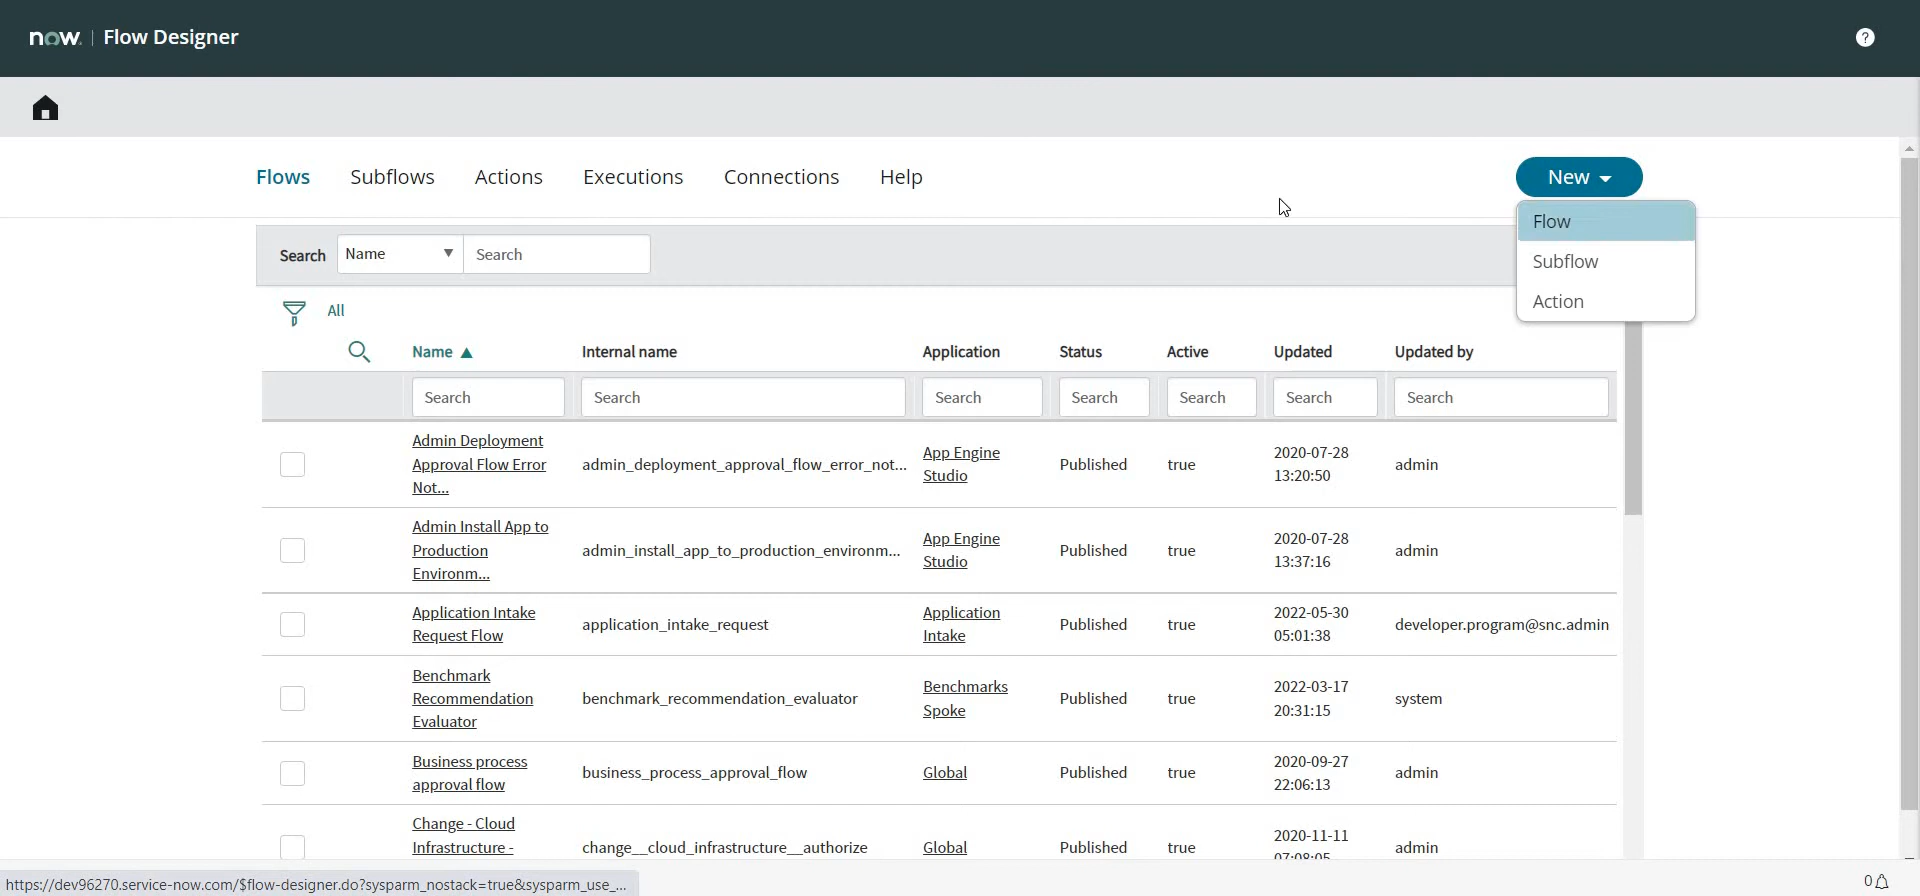 now. | Flow Designer
?
Flows Subflows Actions Executions Connections Help New
Flow
Subflow
Action
Search Name Search
All
Name Internal name Application Status Active Updated Updated by
Search Search Search Search Search Search Search
Admin Deployment
Approval Flow Error
Not...
admin_deployment_approval_flow_error_not...
App Engine
Studio
Published
true
2020-07-28
13:20:50
admin
Admin Install App to
Production
Environm...
admin_install_app_to_production_environm...
App Engine
Studio
Published
true
2020-07-28
13:37:16
admin
Application Intake
Request Flow
application_intake_request
Application
Intake
Published
true
2022-05-30
05:01:38
developer.program@snc.admin
Benchmark
Recommendation
Evaluator
benchmark_recommendation_evaluator
Benchmarks
Spoke
Published
true
2022-03-17
20:31:15
system
Business process
approval flow
business_process_approval_flow
Global
Published
true
2020-09-27
22:06:13
admin
Change - Cloud
Infrastructure -
change__cloud_infrastructure__authorize
Global
Published
true
2020-11-11
07:08:05
admin
https://dev96270.service-now.com/$flow-designer.do?sysparm_nostack=true&sysparm_use_...
0